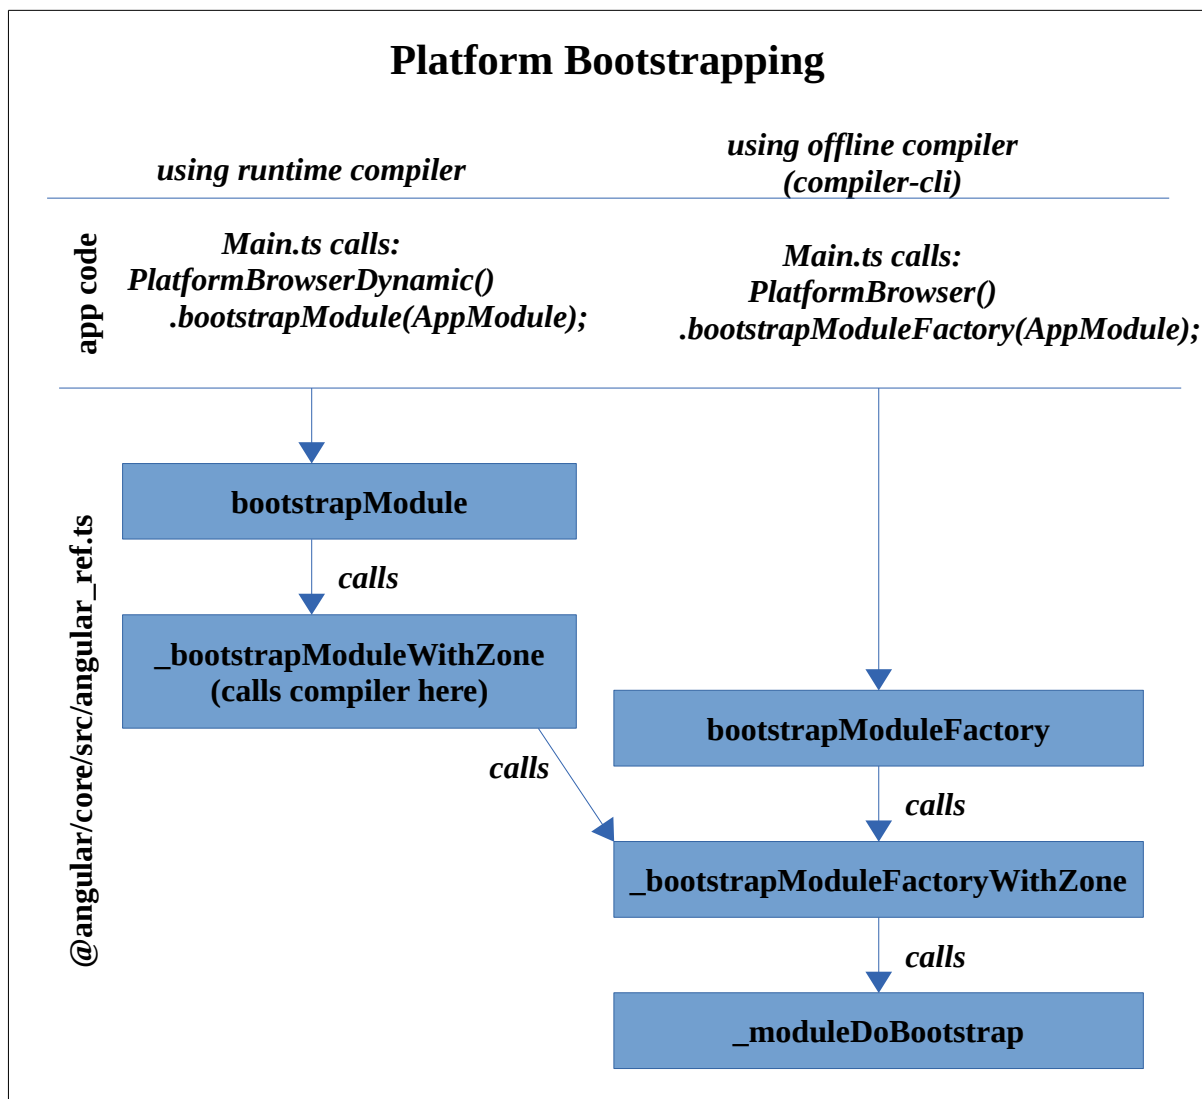 Platform Bootstrapping
using runtime compiler
using offline compiler
(compiler-cli)
app code
Main.ts calls:
PlatformBrowserDynamic()
.bootstrapModule(AppModule);
Main.ts calls:
PlatformBrowser()
.bootstrapModuleFactory(AppModule);
@angular/core/src/angular_ref.ts
bootstrapModule
calls
_bootstrapModuleWithZone
(calls compiler here)
calls
bootstrapModuleFactory
calls
_bootstrapModuleFactoryWithZone
calls
_moduleDoBootstrap